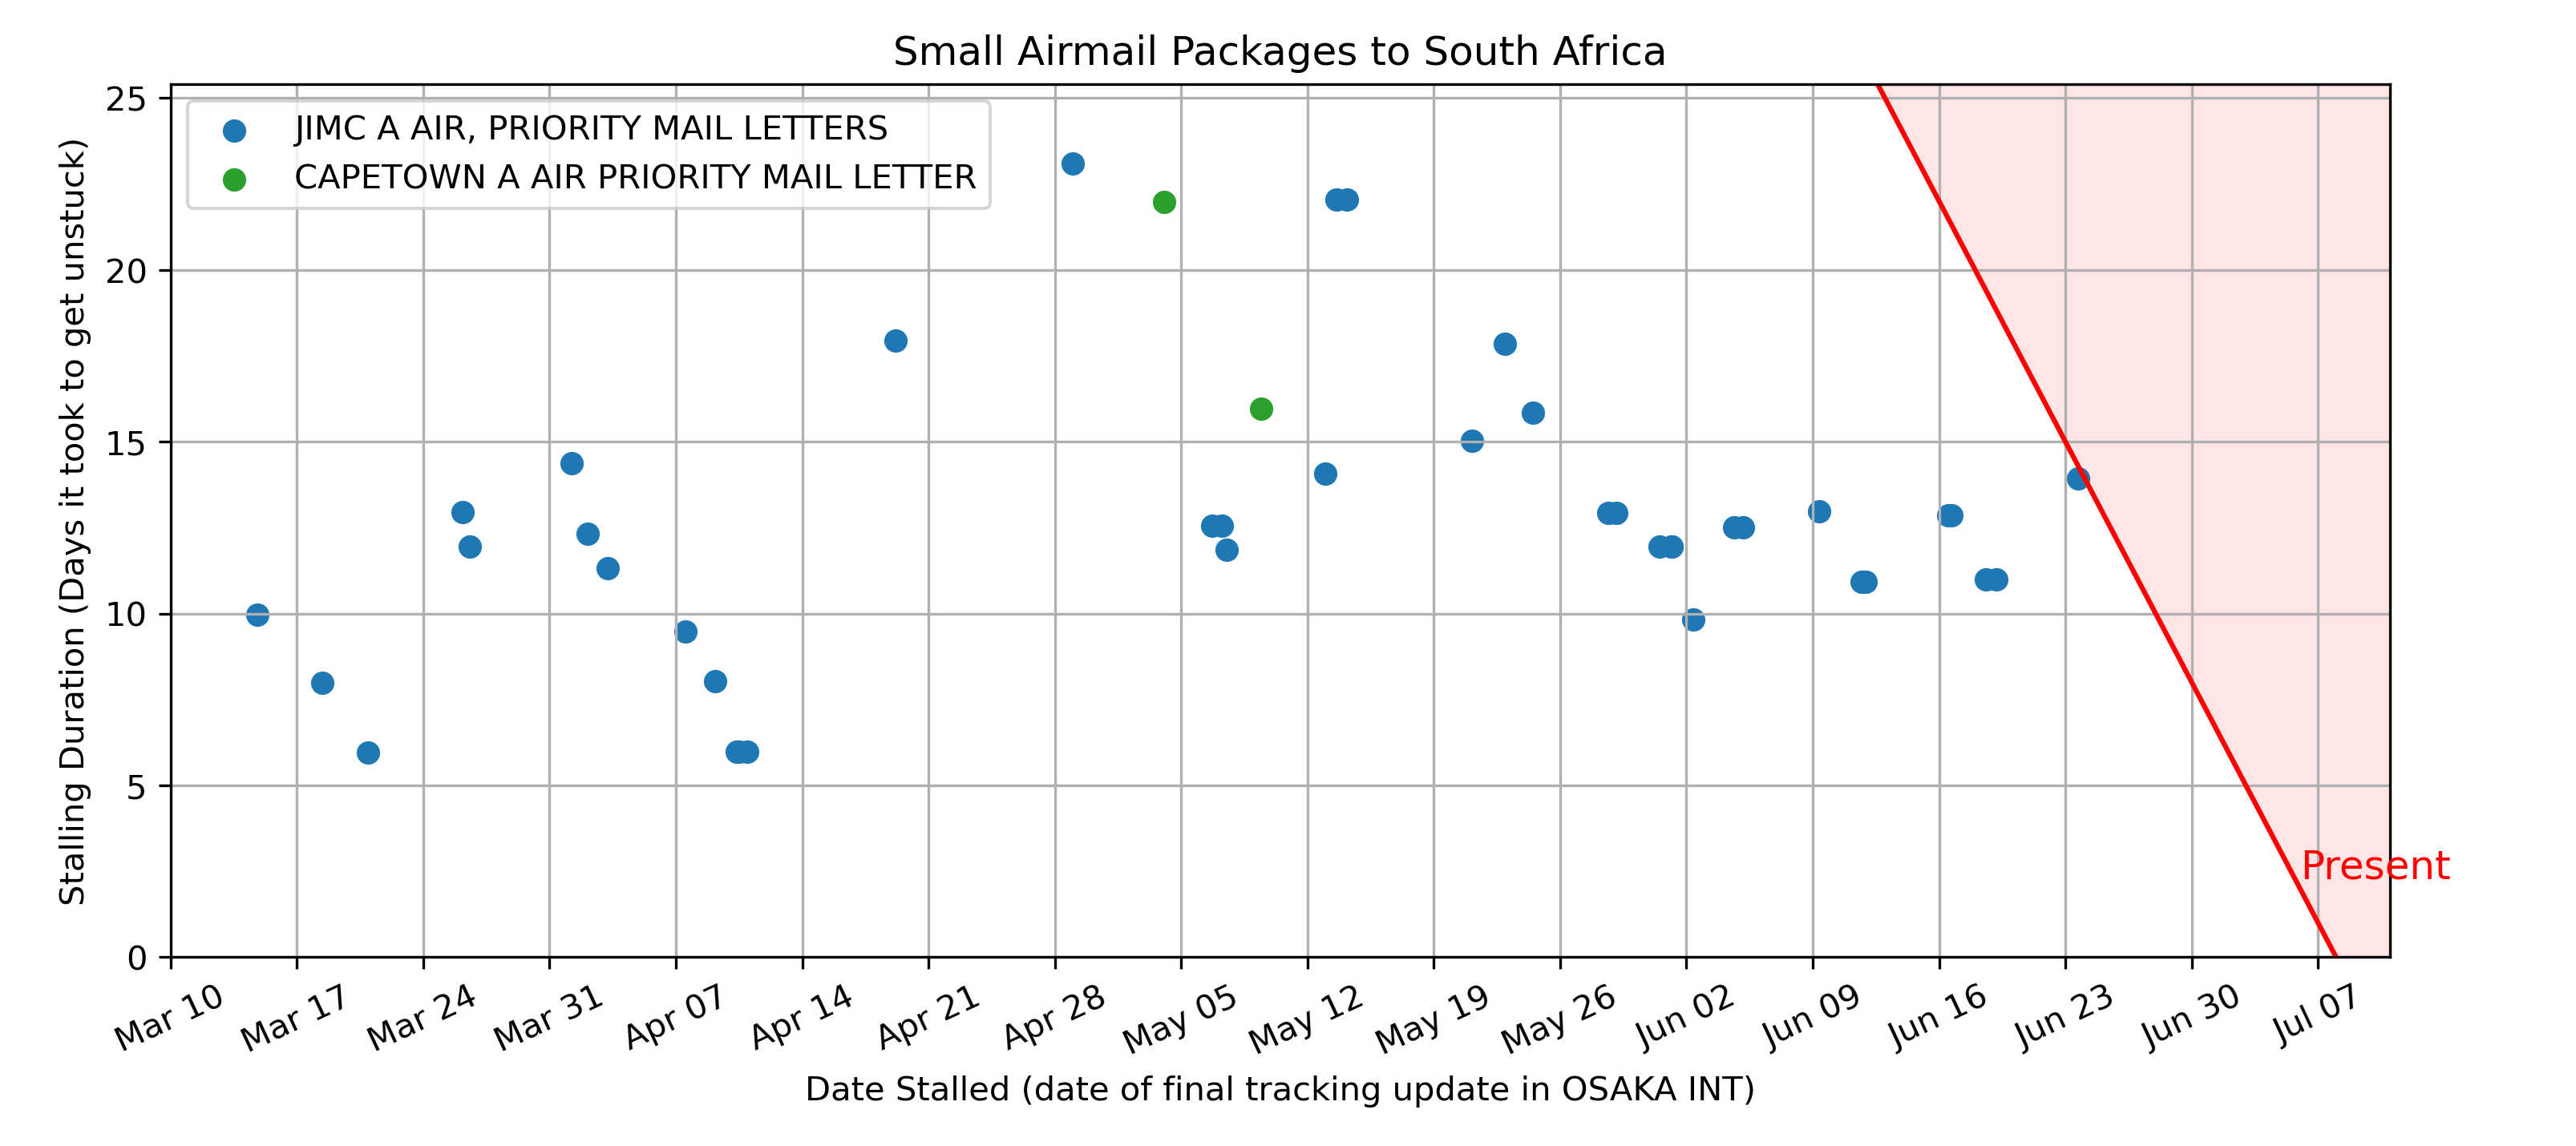 Small Airmail Packages to South Africa
JIMC A AIR, PRIORITY MAIL LETTERS
CAPETOWN A AIR PRIORITY MAIL LETTER
Stalling Duration (Days it took to get unstuck)
25
20
15
10
5
0
Present
Mar 10
Mar 17
Mar 24
Mar 31
Apr 07
Apr 14
Apr 21
Apr 28
May 05
May 12
May 19
May 26
Jun 02
Jun 09
Jun 16
Jun 23
Jun 30
Jul 07
Date Stalled (date of final tracking update in OSAKA INT)